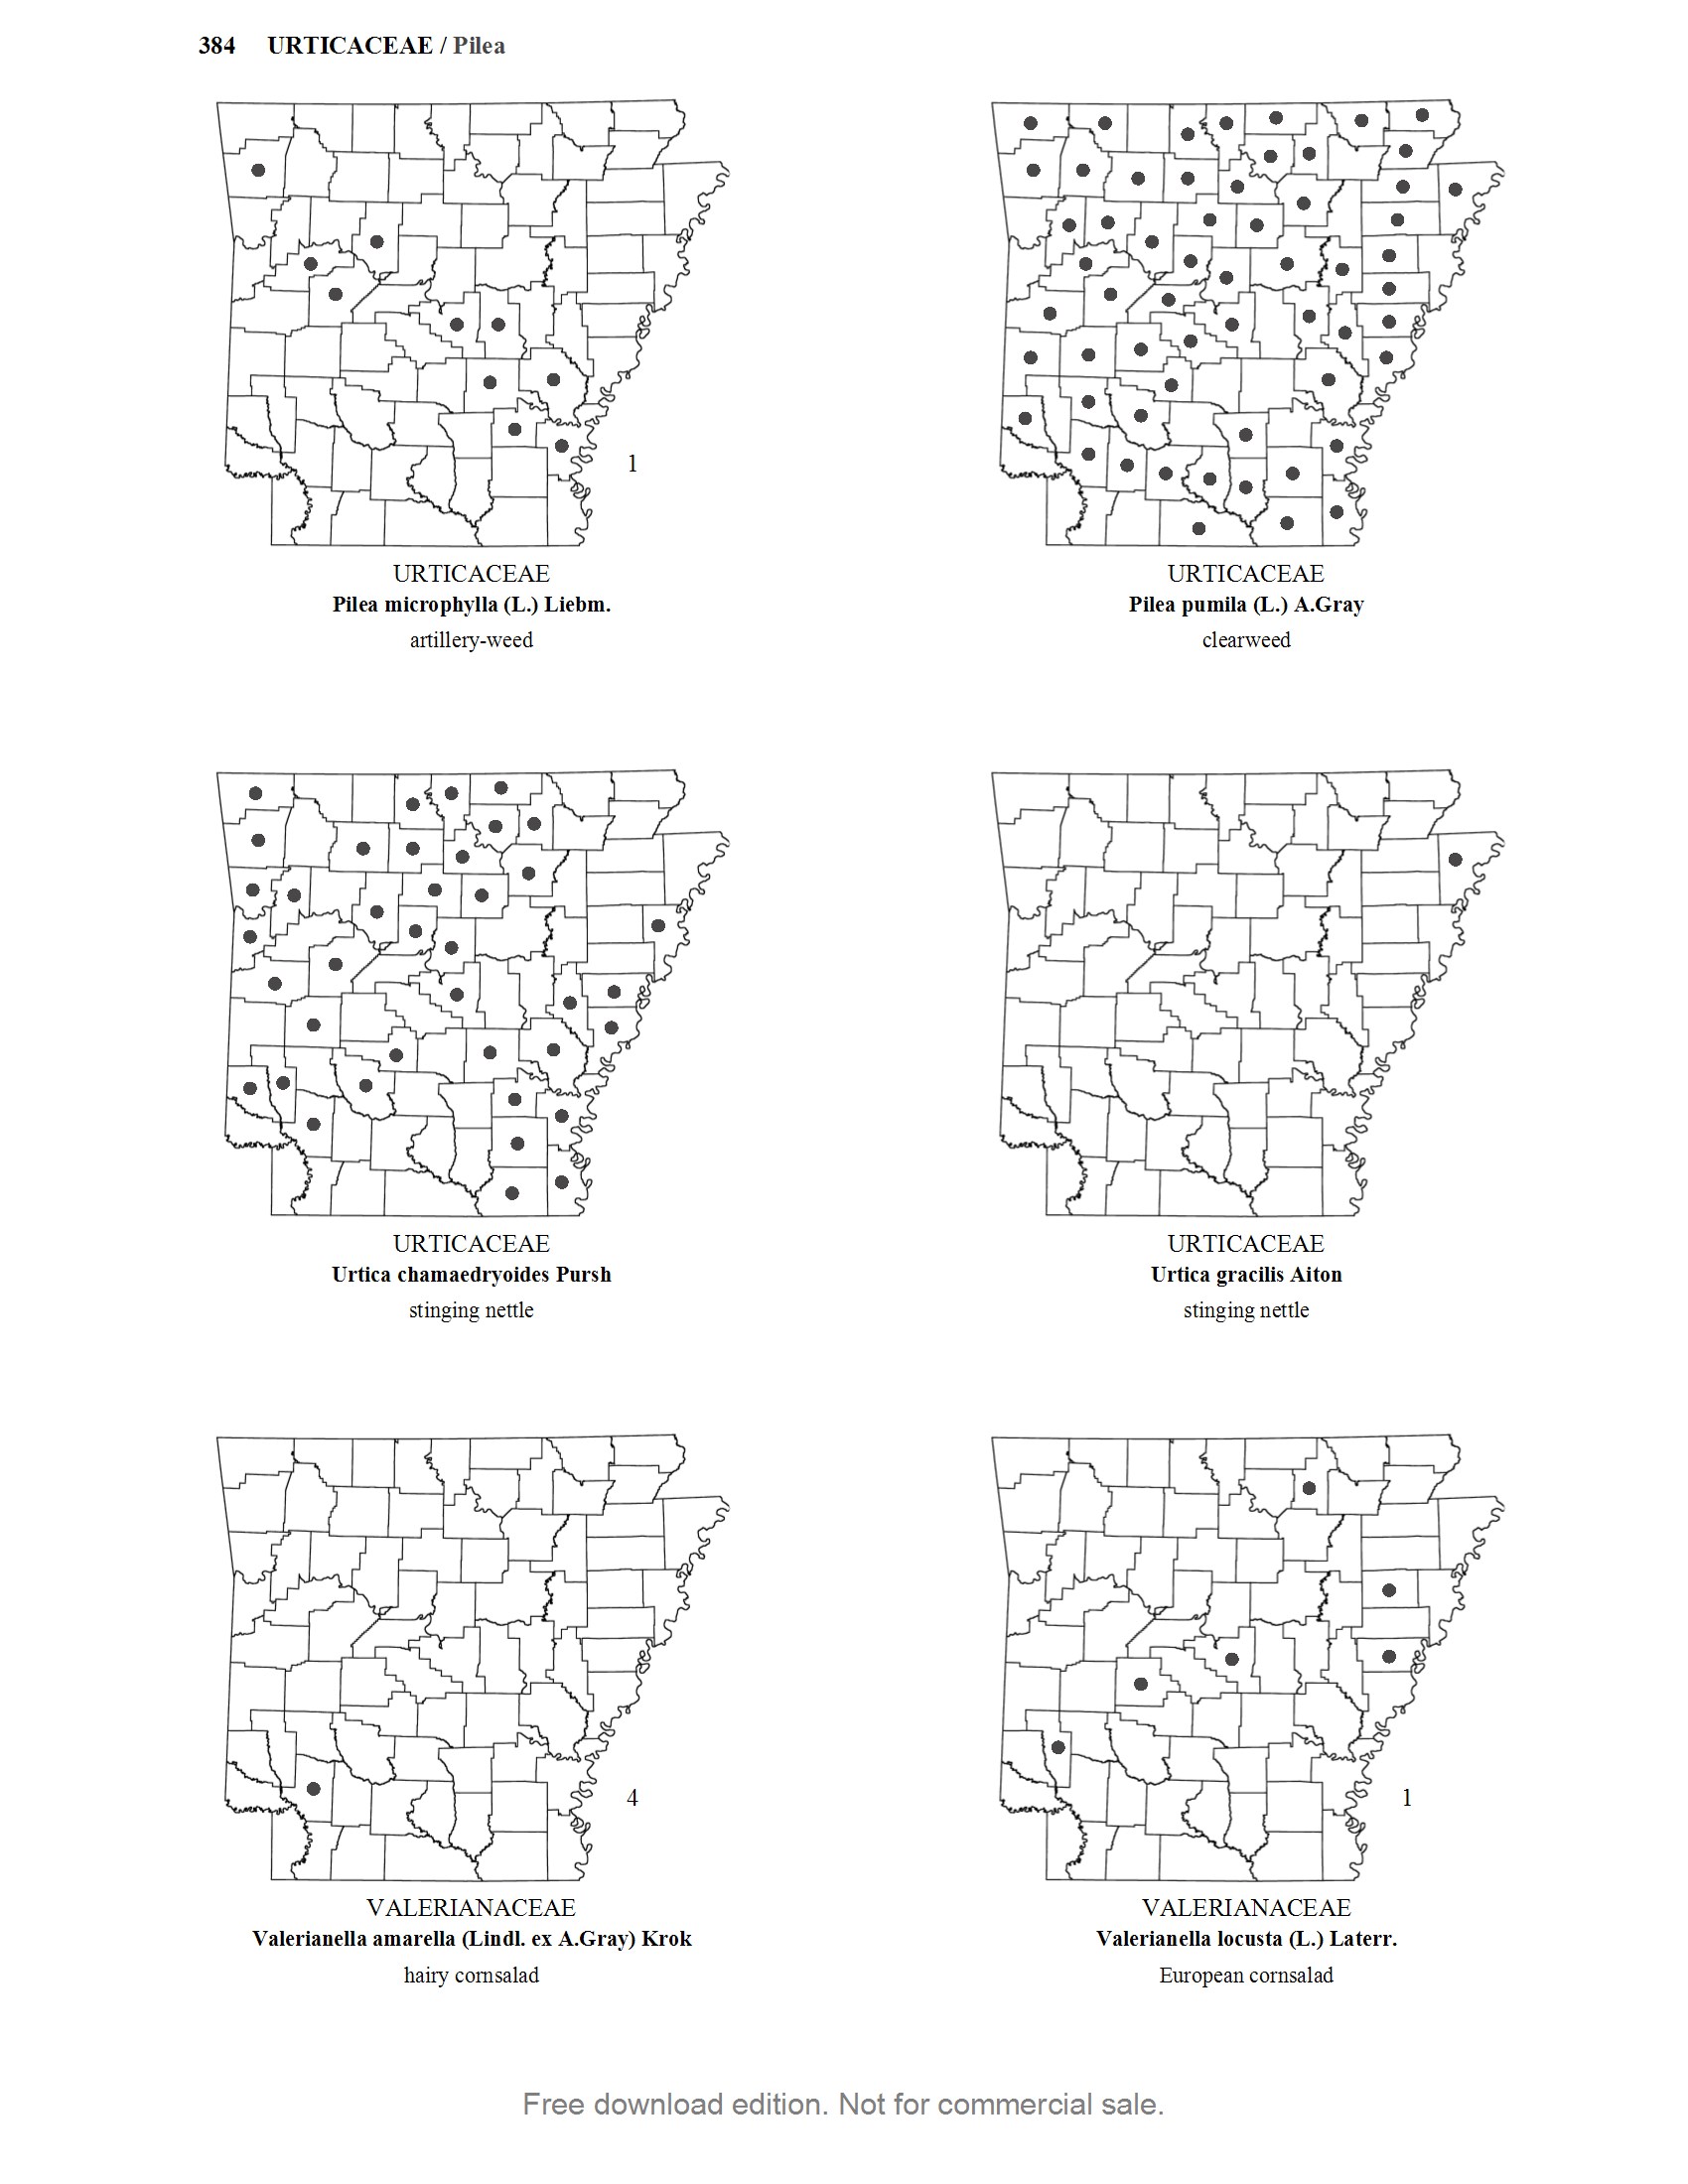 384 URTICACEAE / Pilea
1
URTICACEAE
Pilea microphylla (L.) Liebm.
artillery-weed
URTICACEAE
Pilea pumila (L.) A.Gray
clearweed
URTICACEAE
Urtica chamaedryoides Pursh
stinging nettle
URTICACEAE
Urtica gracilis Aiton
stinging nettle
4
VALERIANACEAE
Valerianella amarella (Lindl. ex A.Gray) Krok
hairy cornsalad
1
VALERIANACEAE
Valerianella locusta (L.) Laterr.
European cornsalad
Free download edition. Not for commercial sale.